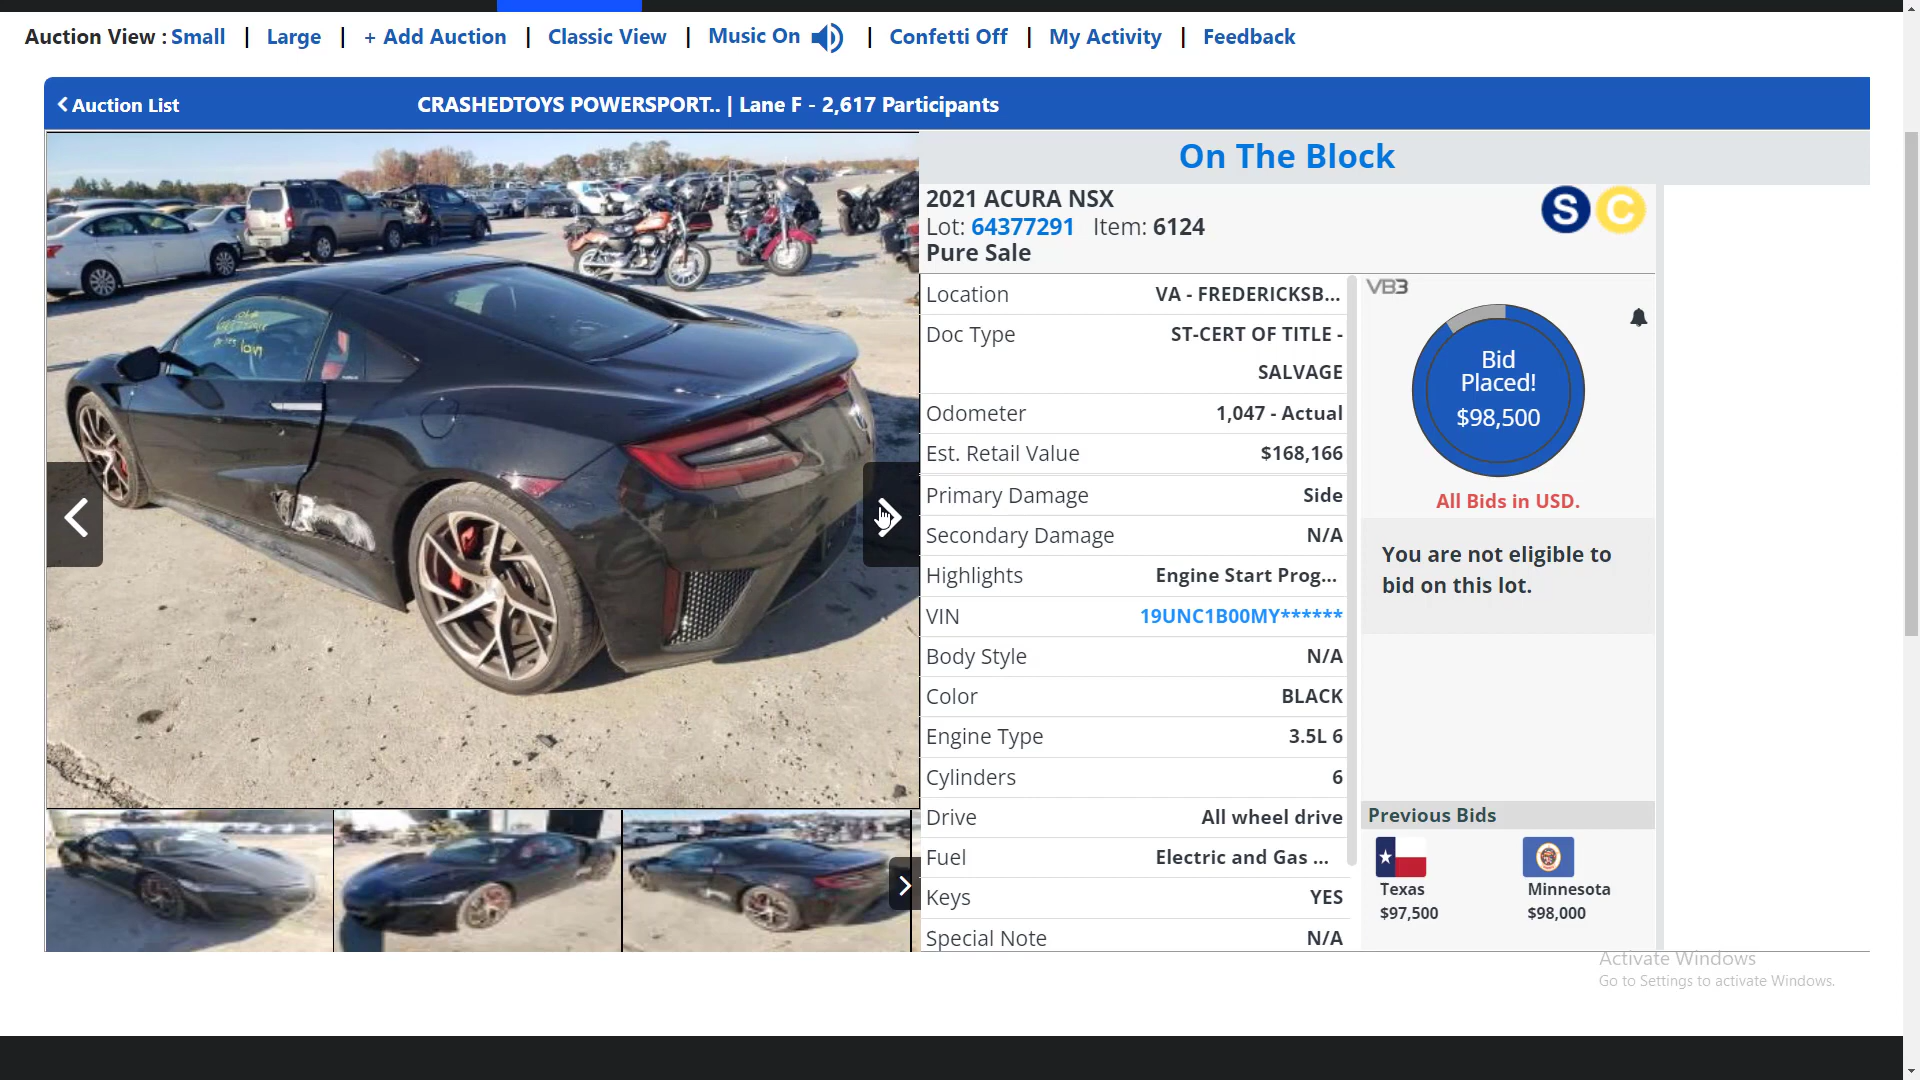 Auction View : Small | Large | + Add Auction | Classic View | Music On | Confetti Off | My Activity | Feedback
Auction List
CRASHEDTOYS POWERSPORT.. | Lane F - 2,617 Participants
On The Block
2021 ACURA NSX
Lot: 64377291 Item: 6124
Pure Sale
S C
Location VA - FREDERICKSB...
Doc Type ST-CERT OF TITLE -
SALVAGE
Odometer 1,047 - Actual
Est. Retail Value $168,166
Primary Damage Side
Secondary Damage N/A
Highlights Engine Start Prog...
VIN 19UNC1B00MY******
Body Style N/A
Color BLACK
Engine Type 3.5L 6
Cylinders 6
Drive All wheel drive
Fuel Electric and Gas ...
Keys YES
Special Note N/A
VB3
Bid
Placed!
$98,500
All Bids in USD.
You are not eligible to
bid on this lot.
Previous Bids
Texas
$97,500
Minnesota
$98,000
Activate Windows
Go to Settings to activate Windows.